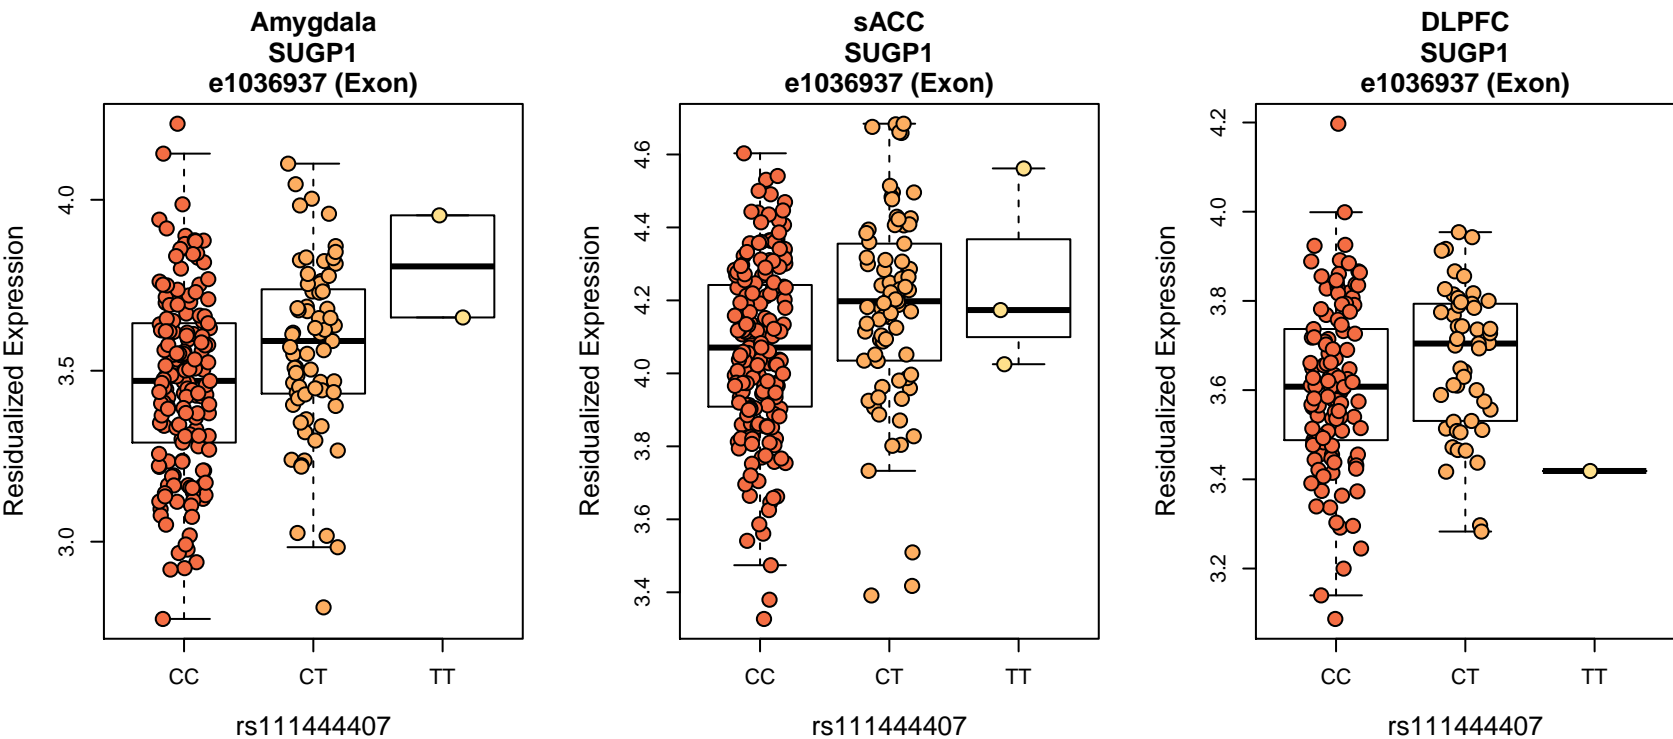 Amygdala
SUGP1
e1036937 (Exon)
Residualized Expression
4.0
3.5
3.0
CC CT TT
rs111444407
sACC
SUGP1
e1036937 (Exon)
Residualized Expression
4.6
4.4
4.2
4.0
3.8
3.6
3.4
CC CT TT
rs111444407
DLPFC
SUGP1
e1036937 (Exon)
Residualized Expression
4.2
4.0
3.8
3.6
3.4
3.2
CC CT TT
rs111444407